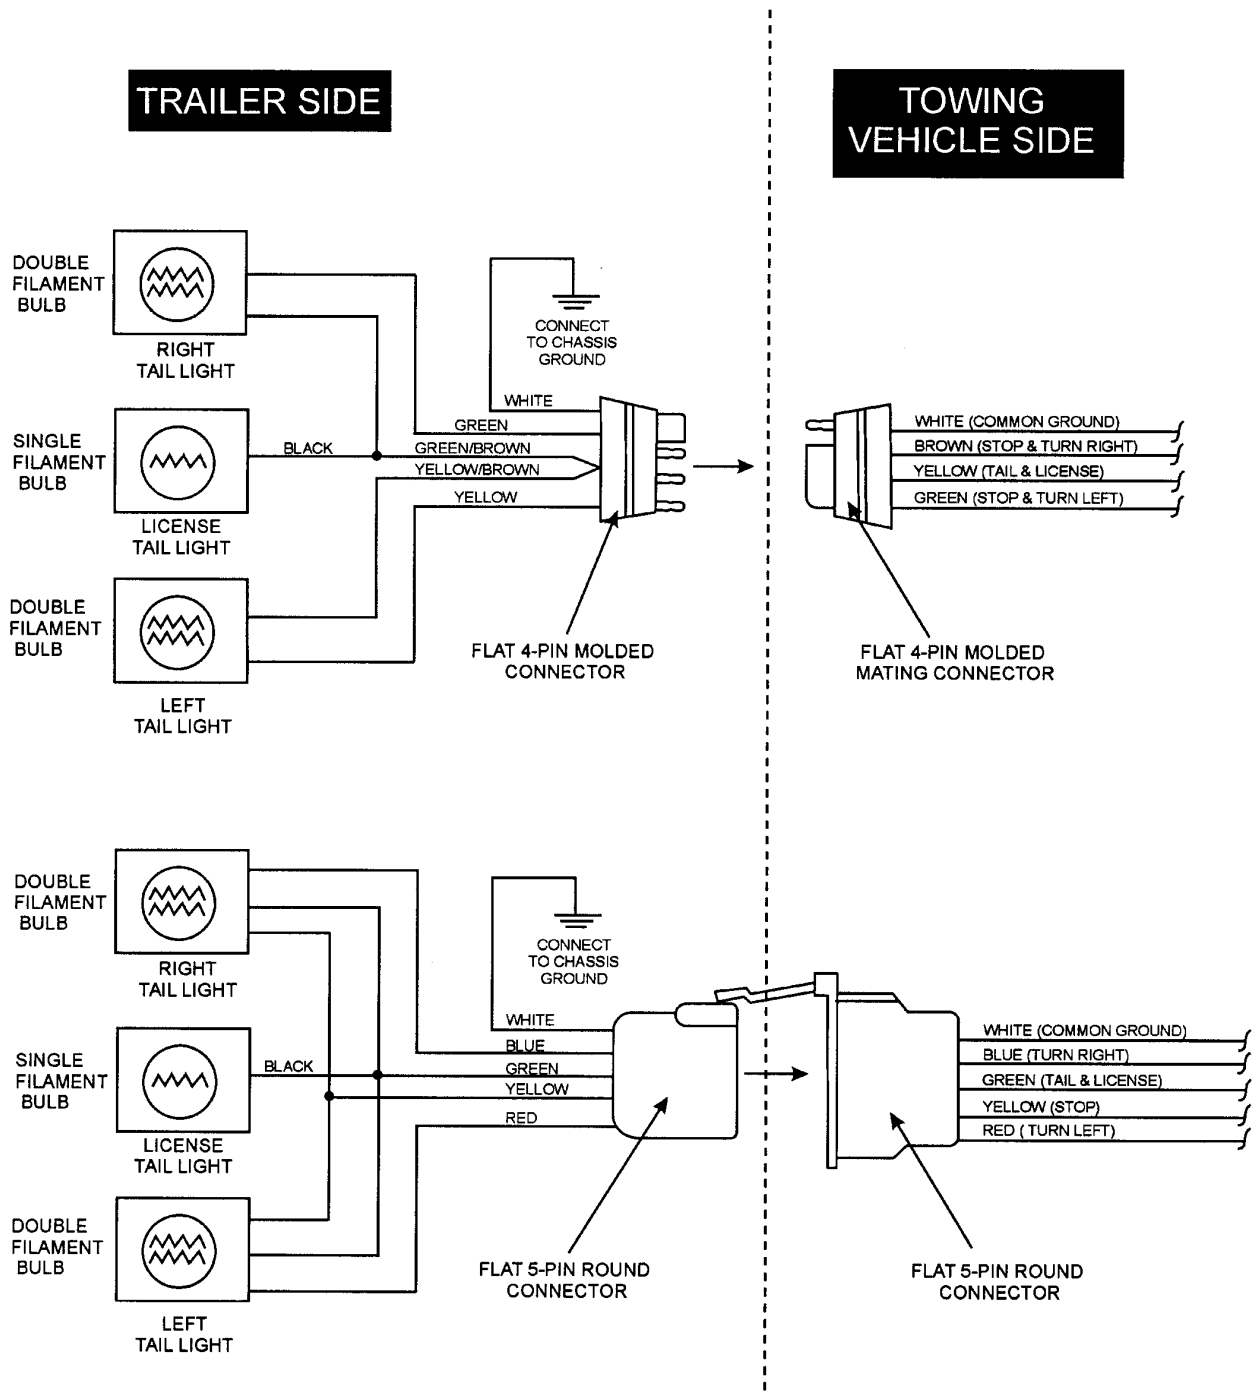 TRAILER SIDE
TOWING
VEHICLE SIDE
DOUBLE
FILAMENT
BULB
RIGHT
TAIL LIGHT
SINGLE
FILAMENT
BULB
BLACK
LICENSE
TAIL LIGHT
DOUBLE
FILAMENT
BULB
LEFT
TAIL LIGHT
CONNECT
TO CHASSIS
GROUND
WHITE
GREEN
GREEN/BROWN
YELLOW/BROWN
YELLOW
FLAT 4-PIN MOLDED
CONNECTOR
WHITE (COMMON GROUND)
BROWN (STOP & TURN RIGHT)
YELLOW (TAIL & LICENSE)
GREEN (STOP & TURN LEFT)
FLAT 4-PIN MOLDED
MATING CONNECTOR
DOUBLE
FILAMENT
BULB
RIGHT
TAIL LIGHT
SINGLE
FILAMENT
BULB
BLACK
LICENSE
TAIL LIGHT
DOUBLE
FILAMENT
BULB
LEFT
TAIL LIGHT
CONNECT
TO CHASSIS
GROUND
WHITE
BLUE
GREEN
YELLOW
RED
FLAT 5-PIN ROUND
CONNECTOR
WHITE (COMMON GROUND)
BLUE (TURN RIGHT)
GREEN (TAIL & LICENSE)
YELLOW (STOP)
RED ( TURN LEFT)
FLAT 5-PIN ROUND
CONNECTOR